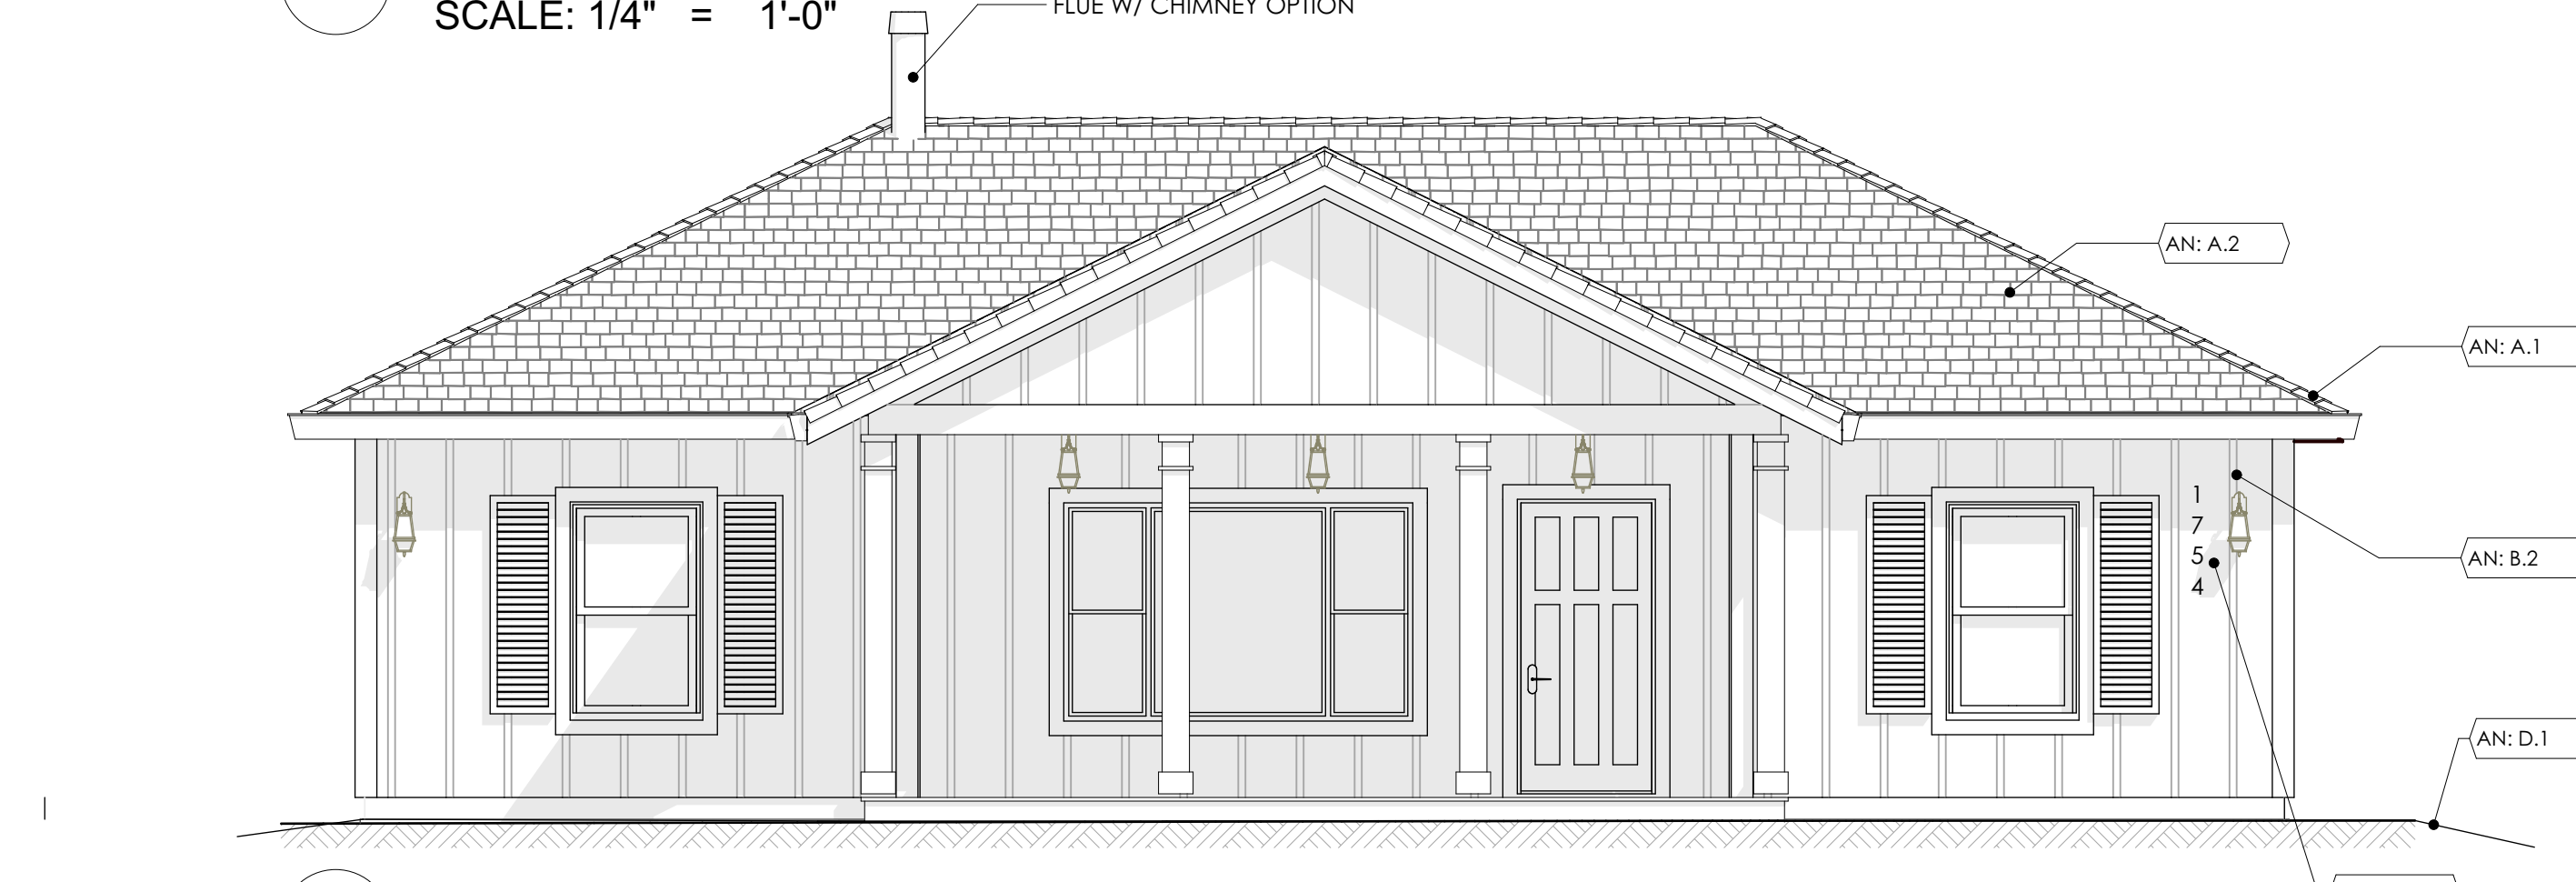 FLUE W/ CHIMNEY OPTION
SCALE: 1/4" = 1'-0"
AN: A.2
AN: A.1
1
7
5
4
AN: B.2
AN: D.1